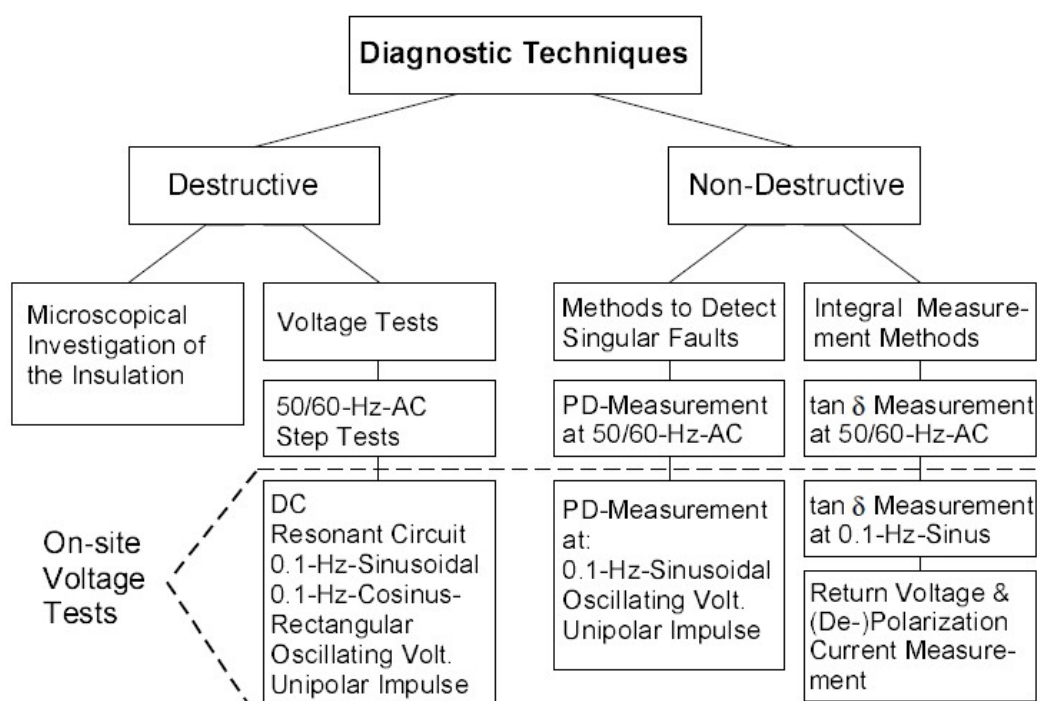 Diagnostic Techniques
Destructive
Non-Destructive
Microscopical
Investigation of
the Insulation
Voltage Tests
Methods to Detect
Singular Faults
Integral Measure-
ment Methods
50/60-Hz-AC
Step Tests
PD-Measurement
at 50/60-Hz-AC
tan δ Measurement
at 50/60-Hz-AC
On-site
Voltage
Tests
DC
Resonant Circuit
0.1-Hz-Sinusoidal
0.1-Hz-Cosinus-
Rectangular
Oscillating Volt.
Unipolar Impulse
PD-Measurement
at:
0.1-Hz-Sinusoidal
Oscillating Volt.
Unipolar Impulse
tan δ Measurement
at 0.1-Hz-Sinus
Return Voltage &
(De-)Polarization
Current Measure-
ment